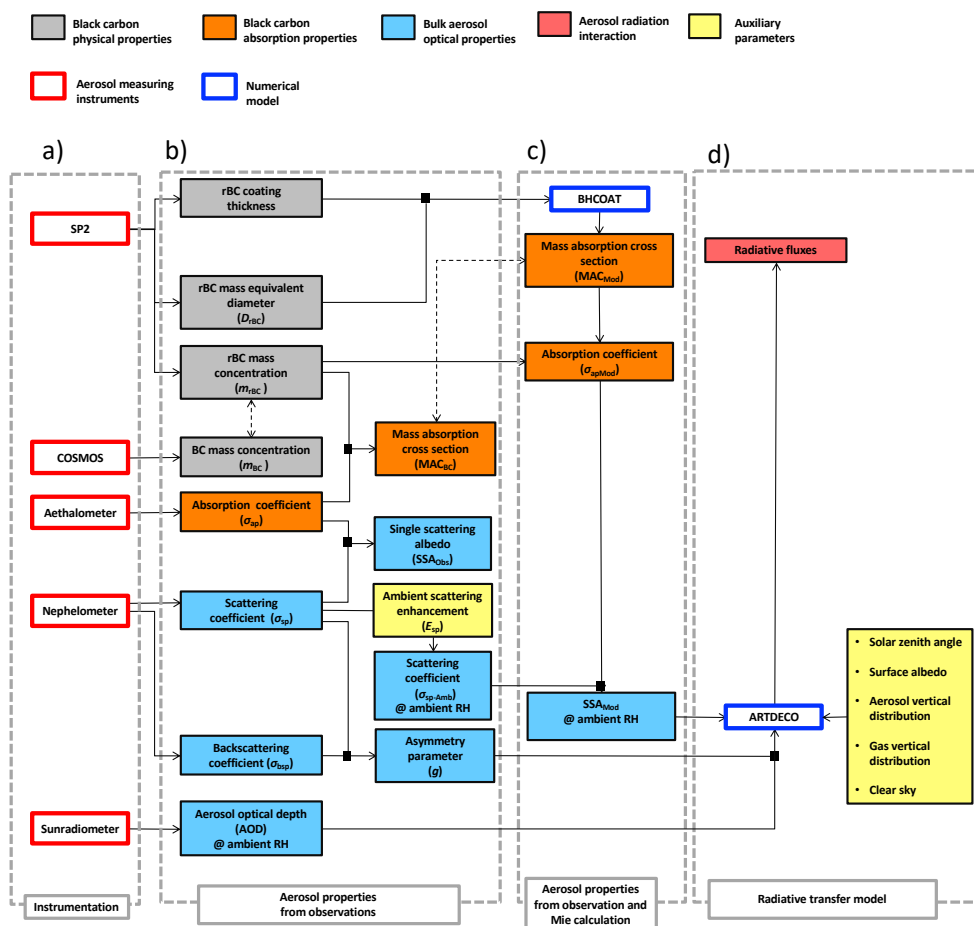 Black carbon
physical properties
Black carbon
absorption properties
Bulk aerosol
optical properties
Aerosol radiation
interaction
Auxiliary
parameters
Aerosol measuring
instruments
Numerical
model
a)
b)
c)
d)
SP2
COSMOS
Aethalometer
Nephelometer
Sunradiometer
Instrumentation
rBC coating
thickness
rBC mass equivalent
diameter
(DrBC)
rBC mass
concentration
(mrBC )
BC mass concentration
(mBC )
Absorption coefficient
(σap)
Mass absorption
cross section
(MACBC)
Single scattering
albedo
(SSAObs)
Scattering
coefficient (σsp)
Ambient scattering
enhancement
(Esp)
Scattering
coefficient
(σsp-Amb)
@ ambient RH
Backscattering
coefficient (σbsp)
Asymmetry
parameter
(g)
Aerosol optical depth
(AOD)
@ ambient RH
Aerosol properties
from observations
BHCOAT
Mass absorption cross
section
(MACMod)
Absorption coefficient
(σapMod)
SSAMod
@ ambient RH
Aerosol properties
from observation and
Mie calculation
Radiative fluxes
ARTDECO
• Solar zenith angle
• Surface albedo
• Aerosol vertical
distribution
• Gas vertical
distribution
• Clear sky
Radiative transfer model